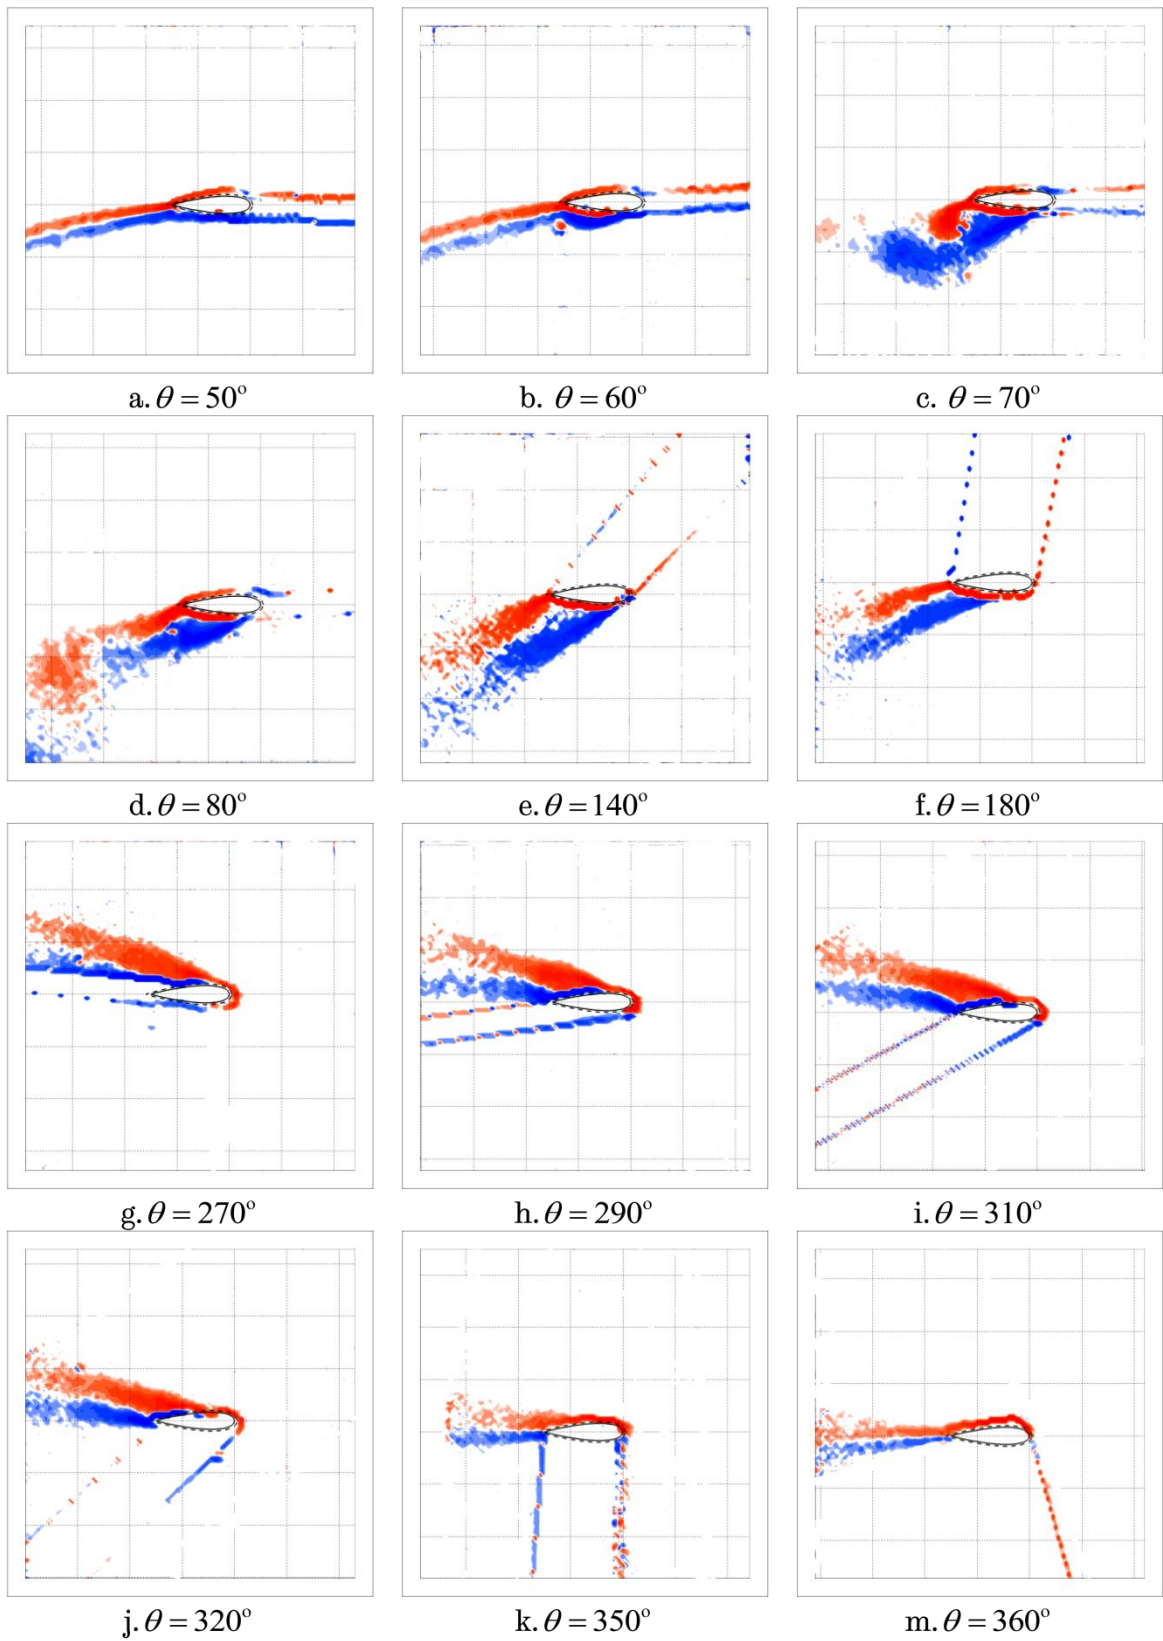 a. θ = 50° b. θ = 60° c. θ = 70°
d. θ = 80° e. θ = 140° f. θ = 180°
g. θ = 270° h. θ = 290° i. θ = 310°
j. θ = 320° k. θ = 350° m. θ = 360°